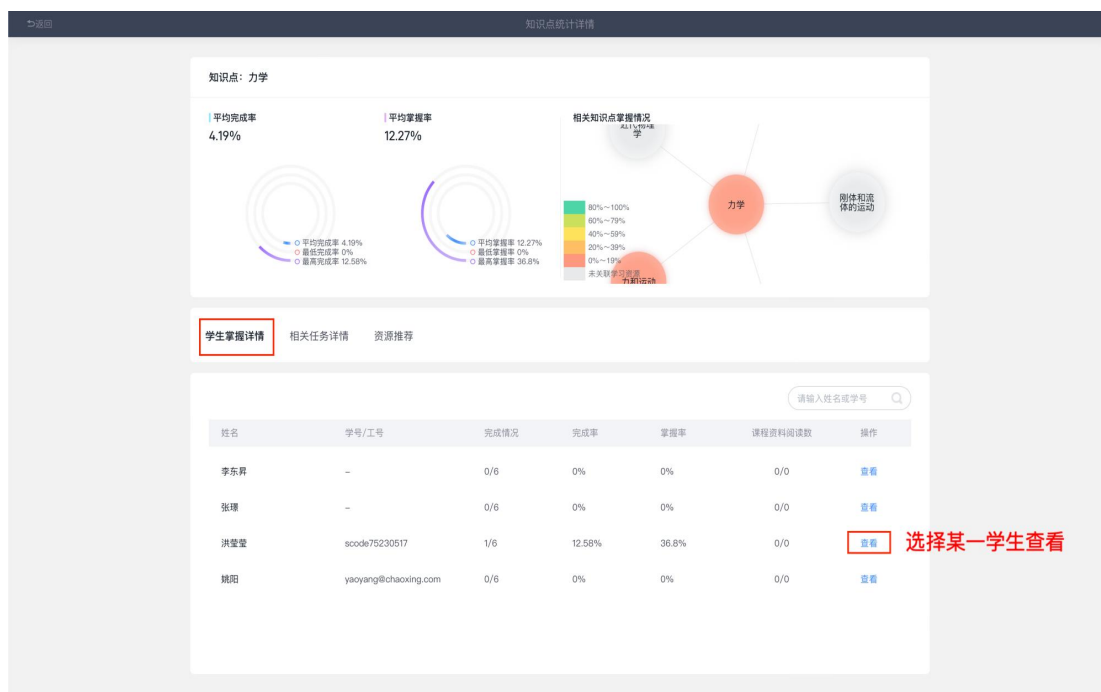 返回
知识点统计详情
知识点：力学
平均完成率
4.19%
平均掌握率
12.27%
平均完成率 4.19%
最低完成率 0%
最高完成率 12.58%
平均掌握率 12.27%
最低掌握率 0%
最高掌握率 36.8%
相关知识点掌握情况
近代物理
学
力学
刚体和流
体的运动
力和运动
80%～100%
60%～79%
40%～59%
20%～39%
0%～19%
未关联学习资源
学生掌握详情 相关任务详情 资源推荐
请输入姓名或学号
姓名 学号/工号 完成情况 完成率 掌握率 课程资料阅读数 操作
李东昇 – 0/6 0% 0% 0/0 查看
张璟 – 0/6 0% 0% 0/0 查看
洪莹莹 scode75230517 1/6 12.58% 36.8% 0/0 查看 选择某一学生查看
姚阳 yaoyang@chaoxing.com 0/6 0% 0% 0/0 查看